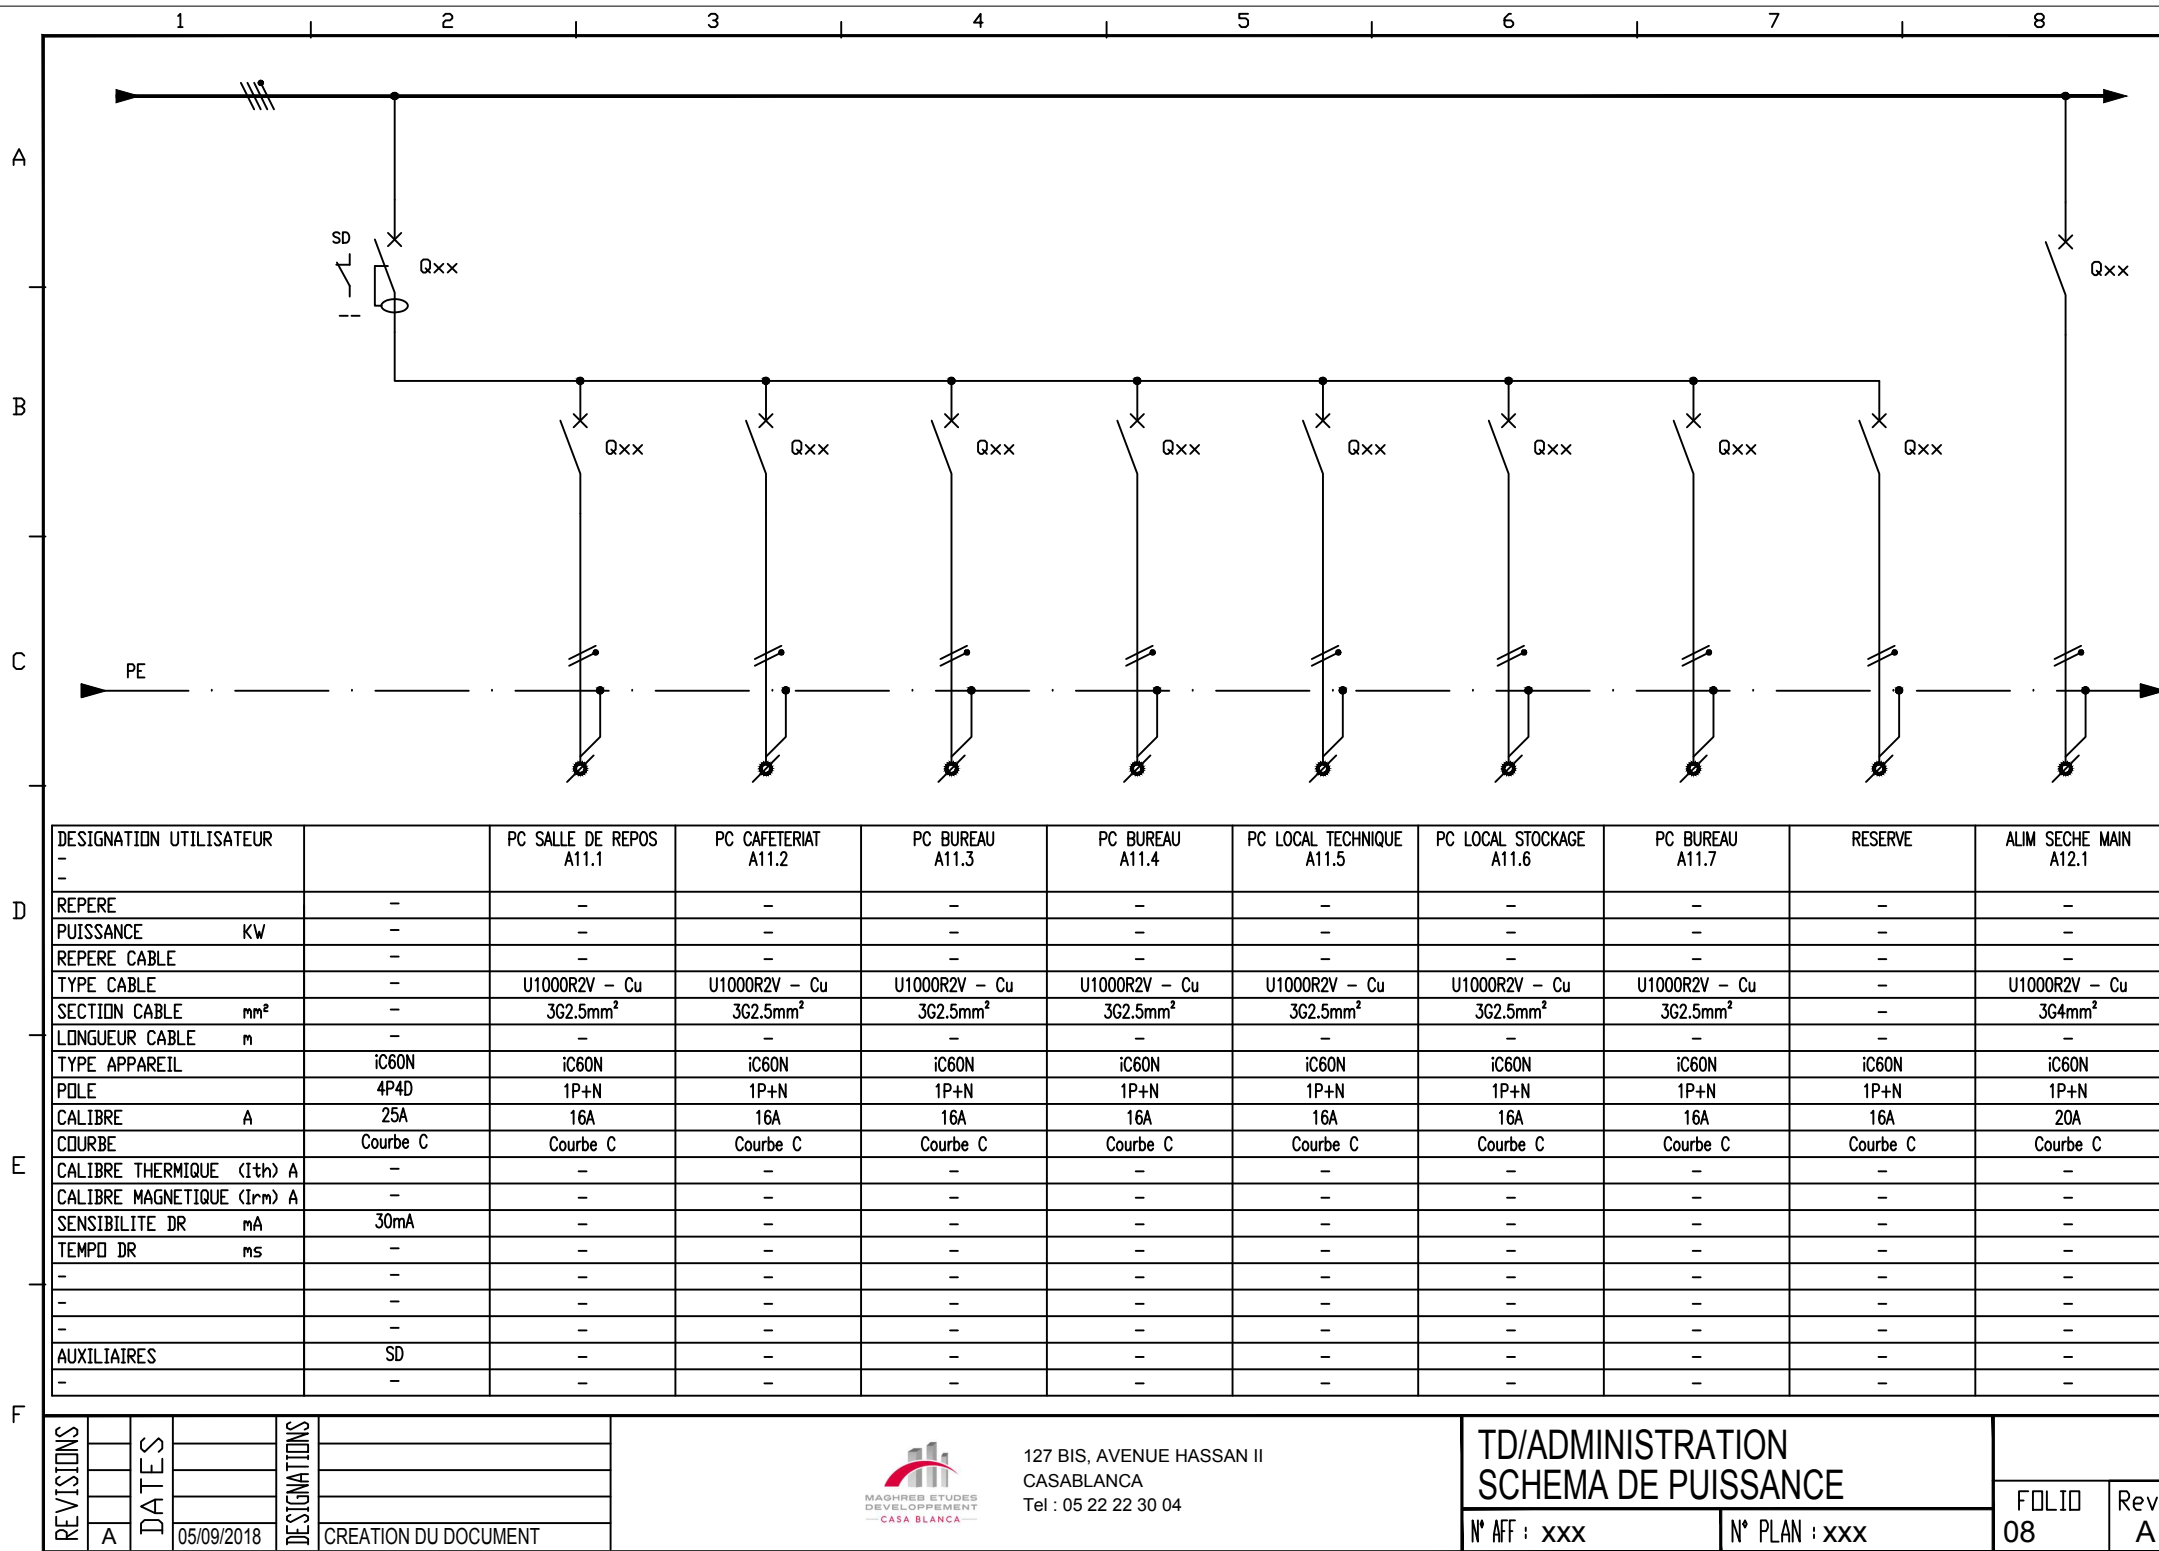 1 2 3 4 5 6 7 8
A
SD
Qxx
Qxx
--
B
Qxx Qxx Qxx Qxx Qxx Qxx Qxx Qxx
C
PE
DESIGNATION UTILISATEUR PC SALLE DE REPOS PC CAFETERIAT PC BUREAU PC BUREAU PC LOCAL TECHNIQUE PC LOCAL STOCKAGE PC BUREAU RESERVE ALIM SECHE MAIN
- A11.1 A11.2 A11.3 A11.4 A11.5 A11.6 A11.7 A12.1
-
D
REPERE - - - - - - - - - -
PUISSANCE KW - - - - - - - - - -
REPERE CABLE - - - - - - - - - -
TYPE CABLE - U1000R2V - Cu U1000R2V - Cu U1000R2V - Cu U1000R2V - Cu U1000R2V - Cu U1000R2V - Cu U1000R2V - Cu - U1000R2V - Cu
SECTION CABLE mm² - 3G2.5mm² 3G2.5mm² 3G2.5mm² 3G2.5mm² 3G2.5mm² 3G2.5mm² 3G2.5mm² - 3G4mm²
LONGUEUR CABLE m - - - - - - - - - -
TYPE APPAREIL iC60N iC60N iC60N iC60N iC60N iC60N iC60N iC60N iC60N iC60N
POLE 4P4D 1P+N 1P+N 1P+N 1P+N 1P+N 1P+N 1P+N 1P+N 1P+N
CALIBRE A 25A 16A 16A 16A 16A 16A 16A 16A 16A 20A
COURBE Courbe C Courbe C Courbe C Courbe C Courbe C Courbe C Courbe C Courbe C Courbe C Courbe C
E
CALIBRE THERMIQUE (Ith) A - - - - - - - - - -
CALIBRE MAGNETIQUE (Irm) A - - - - - - - - - -
SENSIBILITE DR mA 30mA - - - - - - - - -
TEMPO DR ms - - - - - - - - - -
- - - - - - - - - - -
- - - - - - - - - - -
- - - - - - - - - - -
AUXILIAIRES SD - - - - - - - - -
- - - - - - - - - - -
F
REVISIONS
A
DATES
05/09/2018
DESIGNATIONS
CREATION DU DOCUMENT
MAGHREB ETUDES
DEVELOPPEMENT
CASA BLANCA
127 BIS, AVENUE HASSAN II
CASABLANCA
Tel : 05 22 22 30 04
TD/ADMINISTRATION
SCHEMA DE PUISSANCE
N° AFF : xxx
N° PLAN : xxx
FOLIO
08
Rev
A